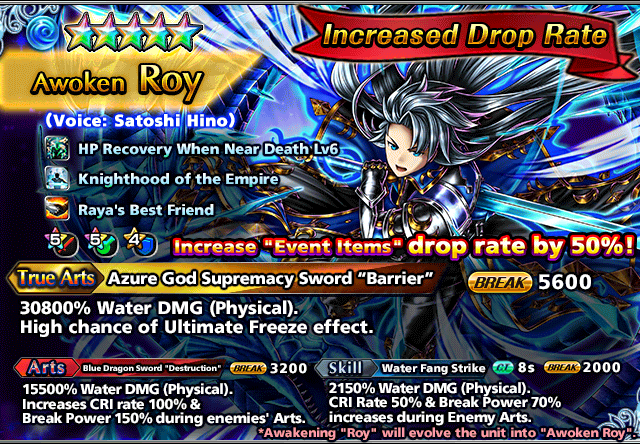 Increased Drop Rate
Awoken Roy
(Voice: Satoshi Hino)
HP Recovery When Near Death Lv6
Knighthood of the Empire
Raya's Best Friend
5 5 4
Increase "Event Items" drop rate by 50%!
True Arts Azure God Supremacy Sword "Barrier" BREAK 5600
30800% Water DMG (Physical).
High chance of Ultimate Freeze effect.
Arts Blue Dragon Sword "Destruction" BREAK 3200
15500% Water DMG (Physical).
Increases CRI rate 100% &
Break Power 150% during enemies' Arts.
Skill Water Fang Strike CT 8s BREAK 2000
2150% Water DMG (Physical).
CRI Rate 50% & Break Power 70%
increases during Enemy Arts.
*Awakening "Roy" will evolve the unit into "Awoken Roy".